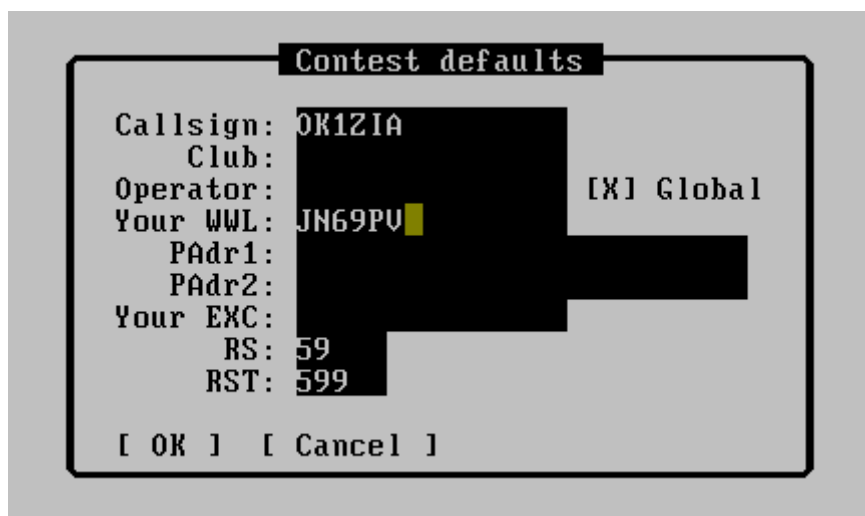 Contest defaults
Callsign: OK1ZIA
Club:
Operator: [X] Global
Your WWL: JN69PV
PAdr1:
PAdr2:
Your EXC:
RS: 59
RST: 599
[ OK ] [ Cancel ]